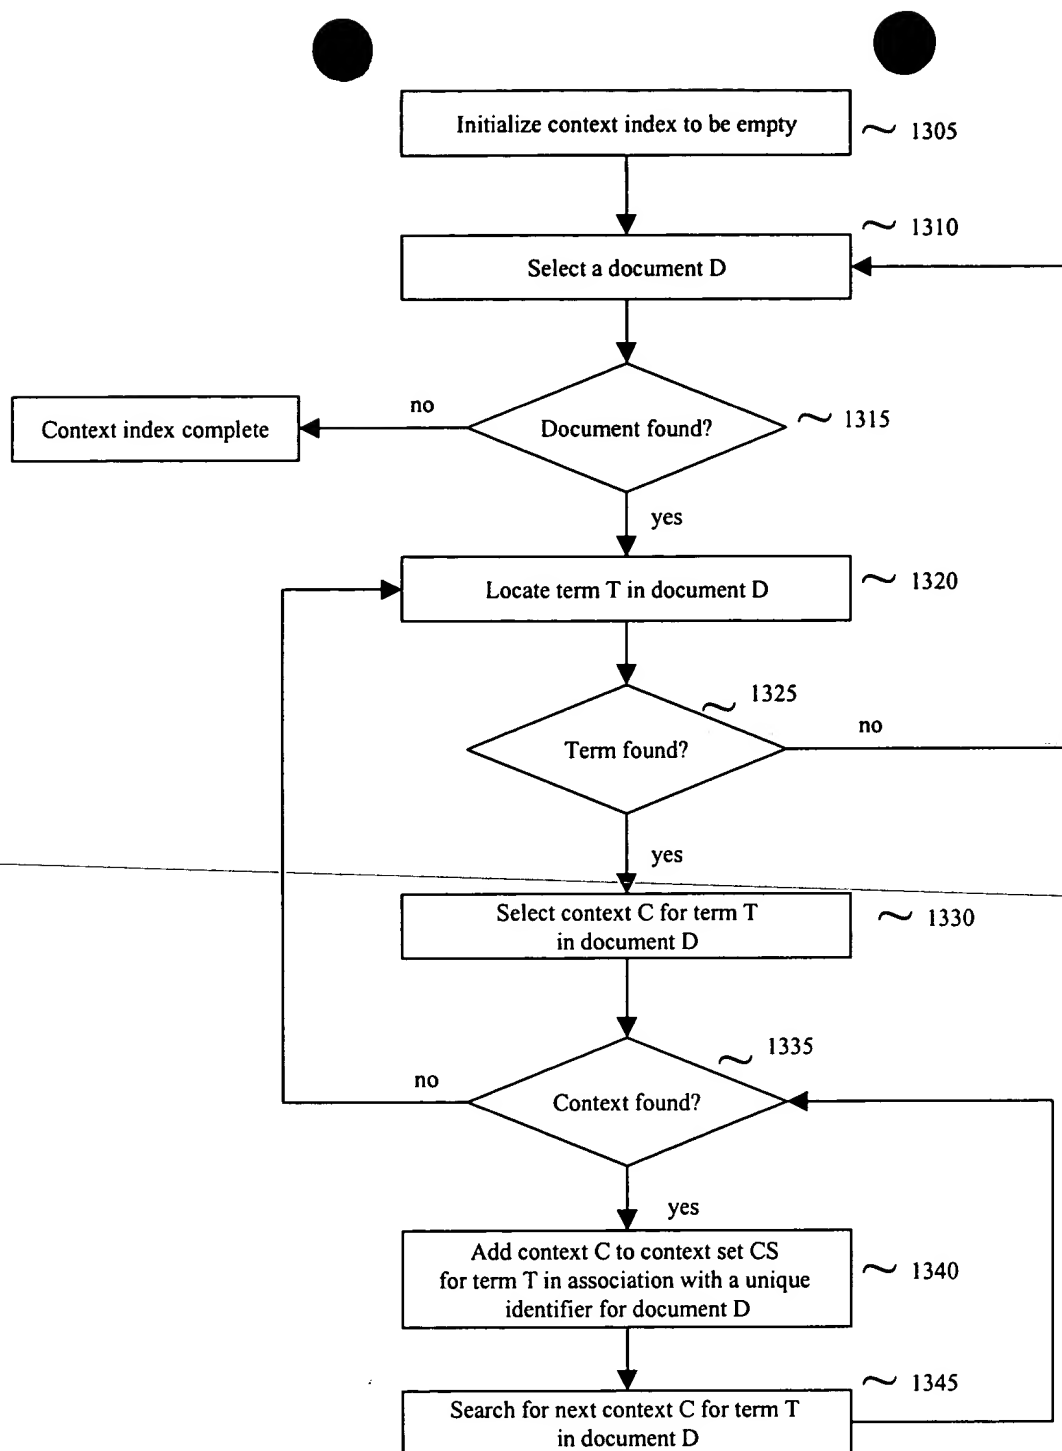 Initialize context index to be empty
1305
1310
Select a document D
no
Context index complete
Document found?
1315
yes
Locate term T in document D
1320
1325
Term found?
no
yes
Select context C for term T
in document D
1330
1335
no
Context found?
yes
Add context C to context set CS
for term T in association with a unique
identifier for document D
1340
1345
Search for next context C for term T
in document D